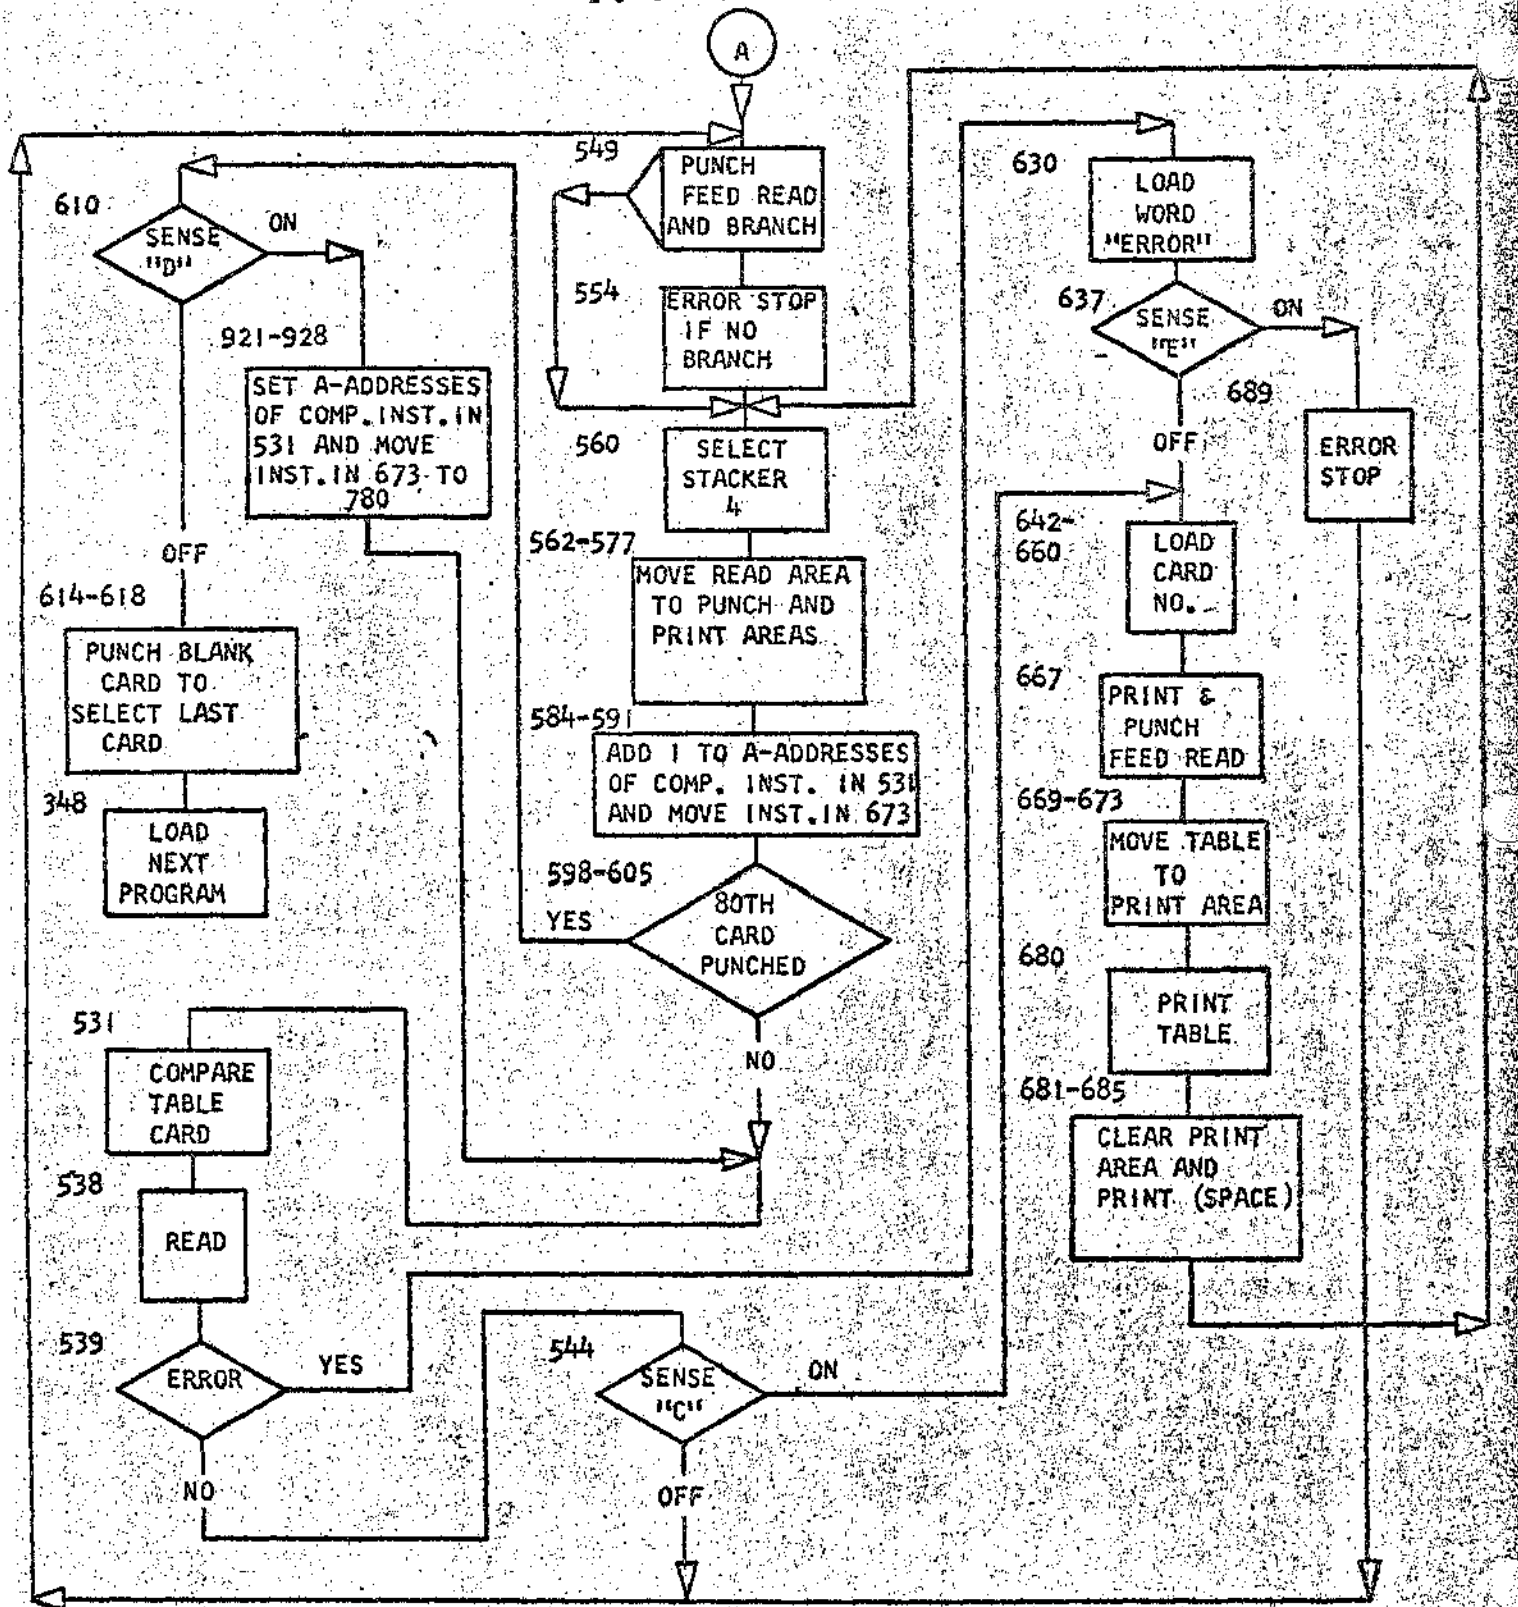 A
549
PUNCH
FEED READ
AND BRANCH
554
ERROR STOP
IF NO
BRANCH
560
SELECT
STACKER
4
562-577
MOVE READ AREA
TO PUNCH AND
PRINT AREAS
584-591
ADD 1 TO A-ADDRESSES
OF COMP. INST. IN 531
AND MOVE INST.IN 673
598-605
80TH
CARD
PUNCHED
YES
NO
610
SENSE
"D"
ON
OFF
921-928
SET A-ADDRESSES
OF COMP.INST.IN
531 AND MOVE
INST.IN 673 TO
780
614-618
PUNCH BLANK
CARD TO
SELECT LAST
CARD
348
LOAD
NEXT
PROGRAM
531
COMPARE
TABLE
CARD
538
READ
539
ERROR
YES
NO
544
SENSE
"C"
ON
OFF
630
LOAD
WORD
"ERROR"
637
SENSE
"E"
ON
OFF
689
ERROR
STOP
642-
660
LOAD
CARD
NO.
667
PRINT &
PUNCH
FEED READ
669-673
MOVE TABLE
TO
PRINT AREA
680
PRINT
TABLE
681-685
CLEAR PRINT
AREA AND
PRINT (SPACE)